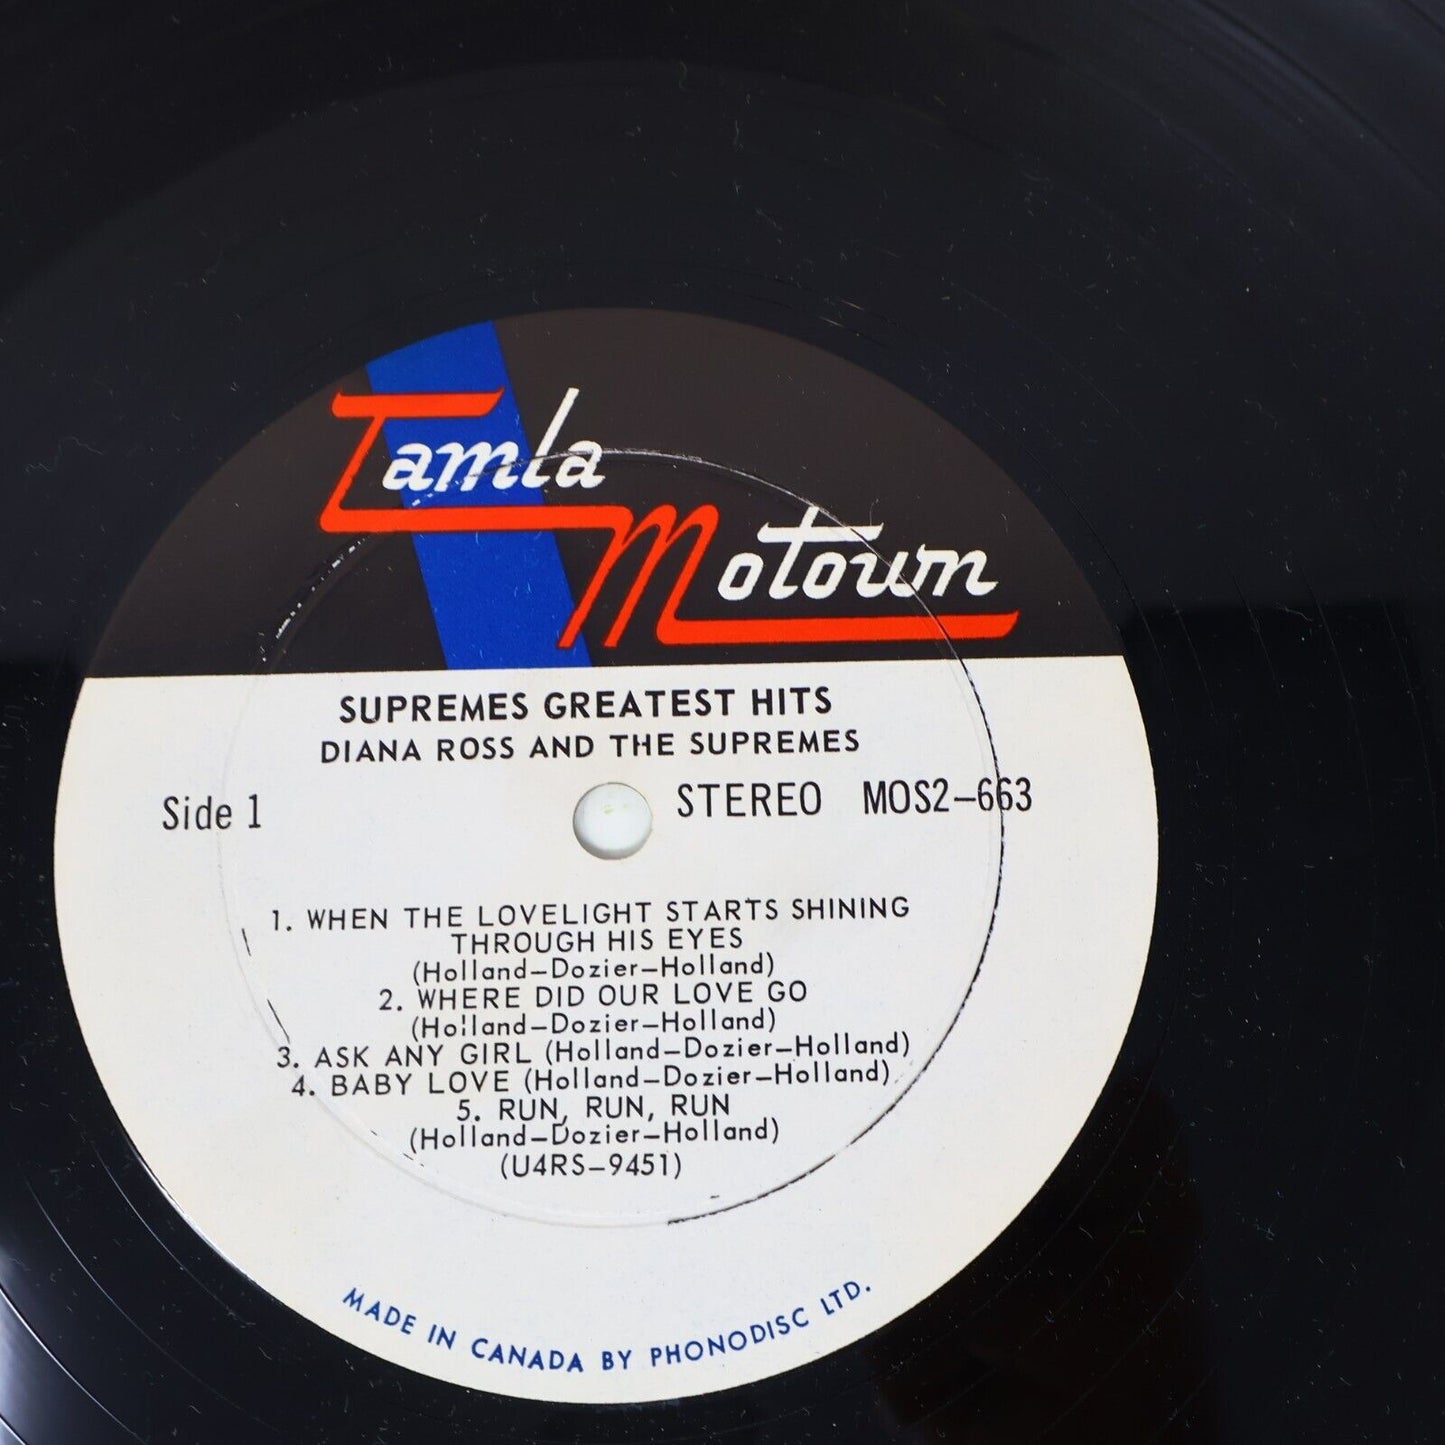 Tamla
Motown
SUPREMES GREATEST HITS
DIANA ROSS AND THE SUPREMES
Side 1
STEREO MOS2-663
1. WHEN THE LOVELIGHT STARTS SHINING
THROUGH HIS EYES
(Holland-Dozier-Holland)
2. WHERE DID OUR LOVE GO
(Holland-Dozier-Holland)
3. ASK ANY GIRL (Holland-Dozier-Holland)
4. BABY LOVE (Holland-Dozier-Holland)
5. RUN, RUN, RUN
(Holland-Dozier-Holland)
(U4RS-9451)
MADE IN CANADA BY PHONODISC LTD.